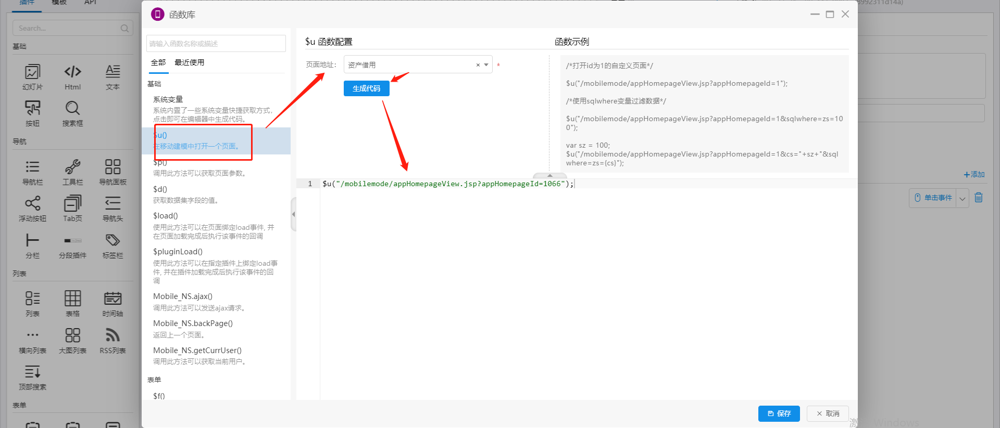 插件 模板 API
8992311d14a)
函数库
Search...
基础
幻灯片 Html 文本
按钮 搜索框
导航
导航栏 工具栏 导航面板
浮动按钮 Tab页 导航头
分栏 分段插件 标签栏
列表
列表 表格 时间轴
横向列表 大图列表 RSS列表
顶部搜索
表单
请输入函数名称或描述
全部 最近使用
基础
系统变量
系统内置了一些系统变量快捷获取方式，
点击即可在编辑器中生成代码。
$u()
在移动建模中打开一个页面。
$p()
调用此方法可以获取页面参数。
$d()
获取数据集字段的值。
$load()
使用此方法可以在页面绑定load事件, 并
在页面加载完成后执行该事件的回调
$pluginLoad()
使用此方法可以在指定插件上绑定load事
件, 并在插件加载完成后执行该事件的回
调
Mobile_NS.ajax()
调用此方法可以发送ajax请求。
Mobile_NS.backPage()
返回上一个页面。
Mobile_NS.getCurrUser()
调用此方法可以获取当前用户。
表单
$f()
$u 函数配置
页面地址: 资产借用 × *
生成代码
函数示例
/*打开id为1的自定义页面*/
$u("/mobilemode/appHomepageView.jsp?appHomepageId=1");
/*使用sqlwhere变量过滤数据*/
$u("/mobilemode/appHomepageView.jsp?appHomepageId=1&sqlwhere=zs=10
0");
var sz = 100;
$u("/mobilemode/appHomepageView.jsp?appHomepageId=1&cs="+sz+"&sql
where=zs={cs}");
1 $u("/mobilemode/appHomepageView.jsp?appHomepageId=1066");
+添加
单击事件
保存 × 取消
激 Windows